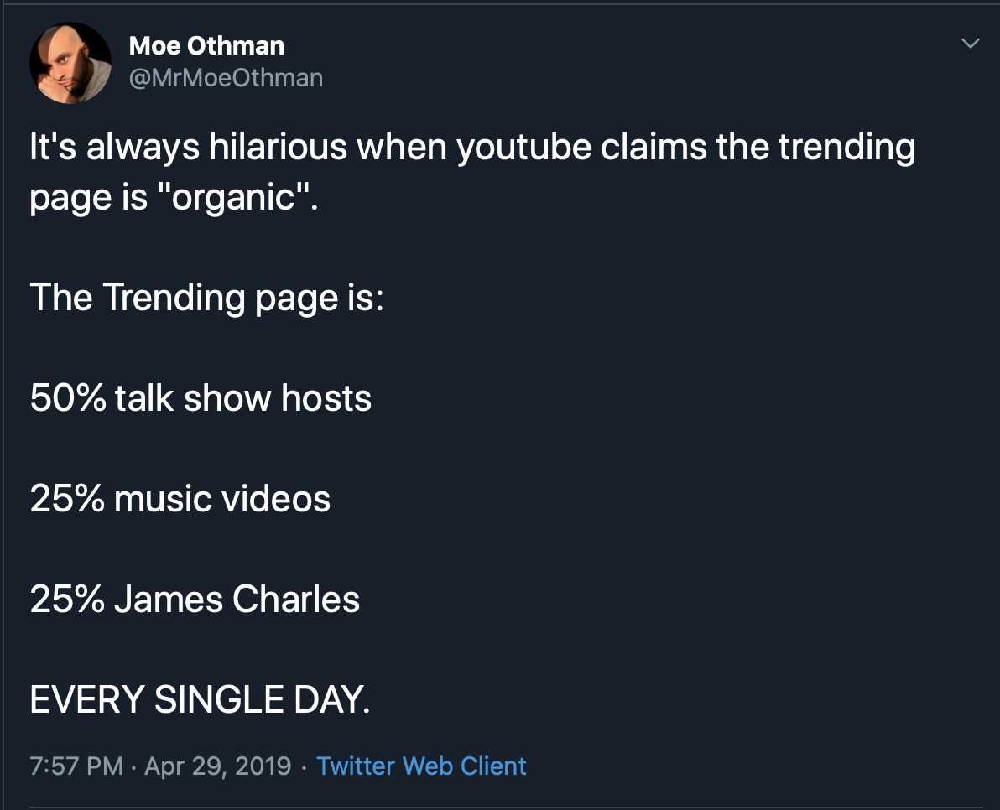 Moe Othman
@MrMoeOthman
It's always hilarious when youtube claims the trending
page is "organic".
The Trending page is:
50% talk show hosts
25% music videos
25% James Charles
EVERY SINGLE DAY.
7:57 PM · Apr 29, 2019 · Twitter Web Client